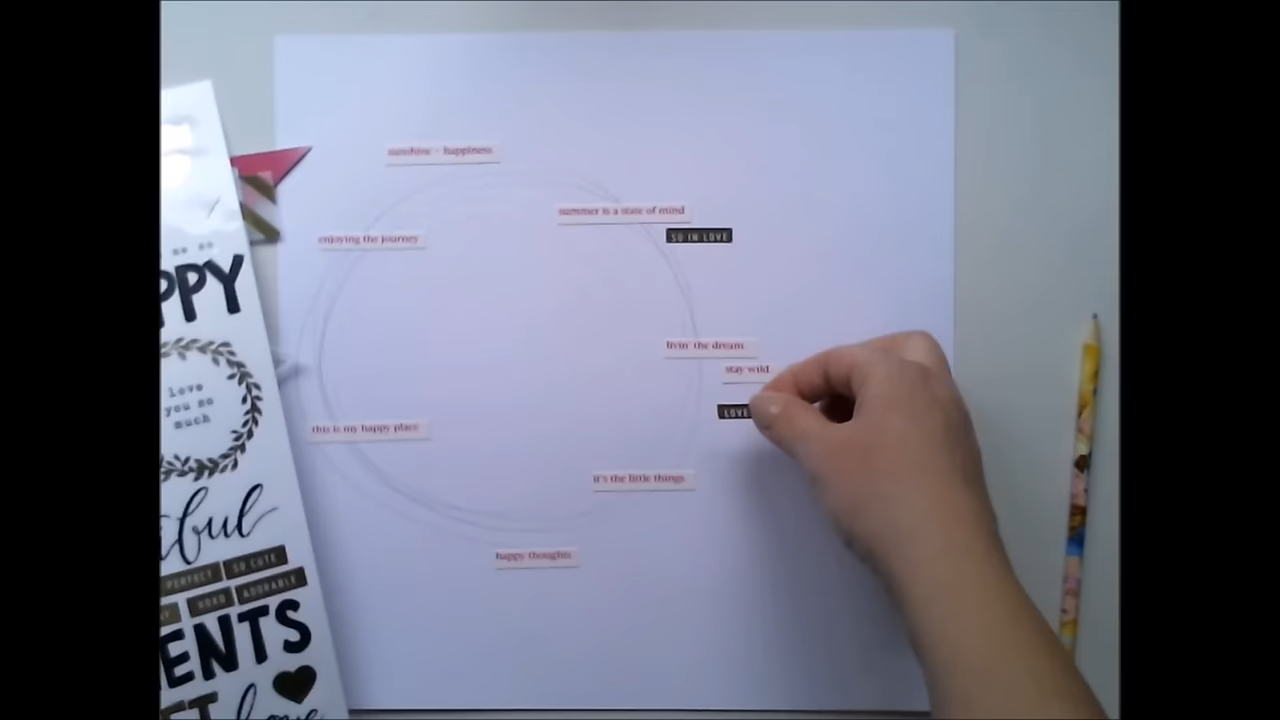 sunshine + happiness
summer is a state of mind
SO IN LOVE
enjoying the journey
livin' the dream
stay wild
LOVE
this is my happy place
it's the little things
happy thoughts
PPY
love
you so
much
PERFECT
SO CUTE
XOXO
ADORABLE
ENTS
love